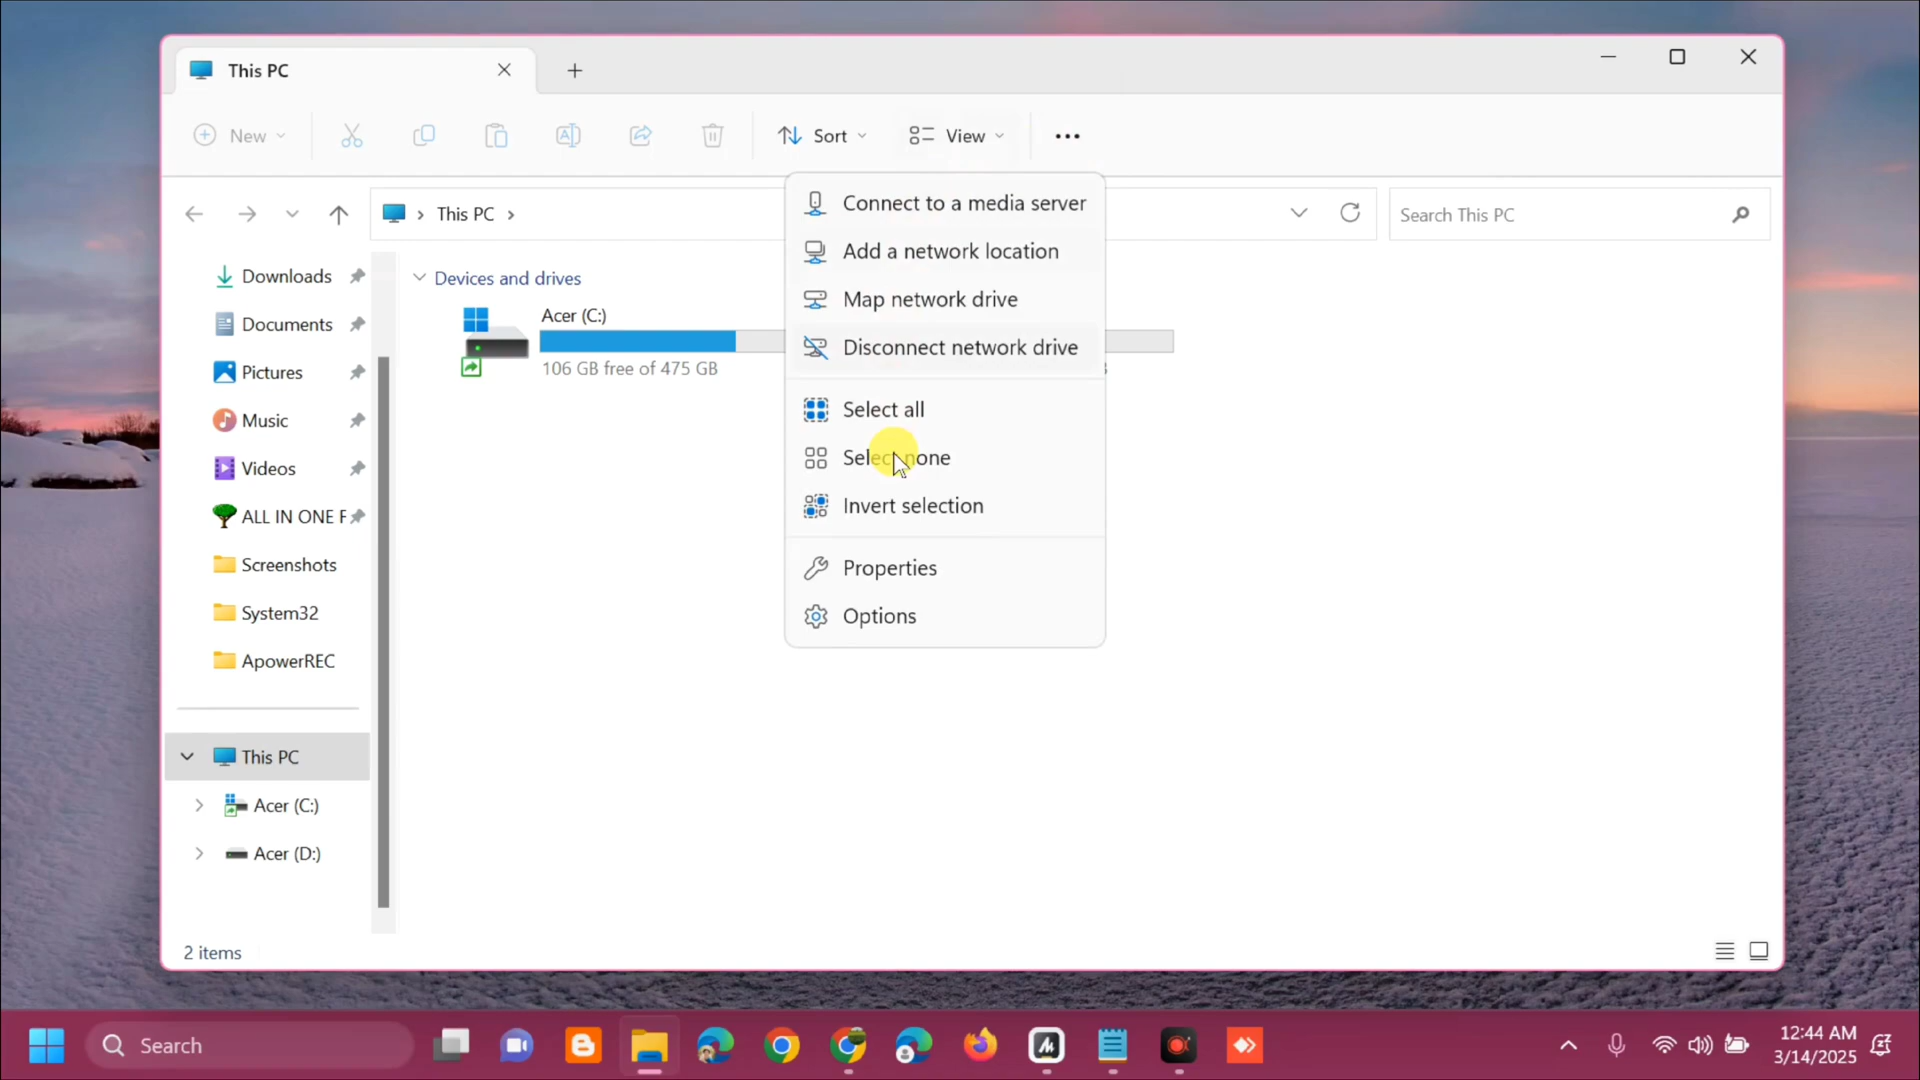 This PC
New
Sort
View
This PC
Search This PC
Connect to a media server
Add a network location
Map network drive
Disconnect network drive
Select all
Select none
Invert selection
Properties
Options
Downloads
Documents
Pictures
Music
Videos
ALL IN ONE F
Screenshots
System32
ApowerREC
This PC
Acer (C:)
Acer (D:)
Devices and drives
Acer (C:)
106 GB free of 475 GB
2 items
Search
12:44 AM
3/14/2025